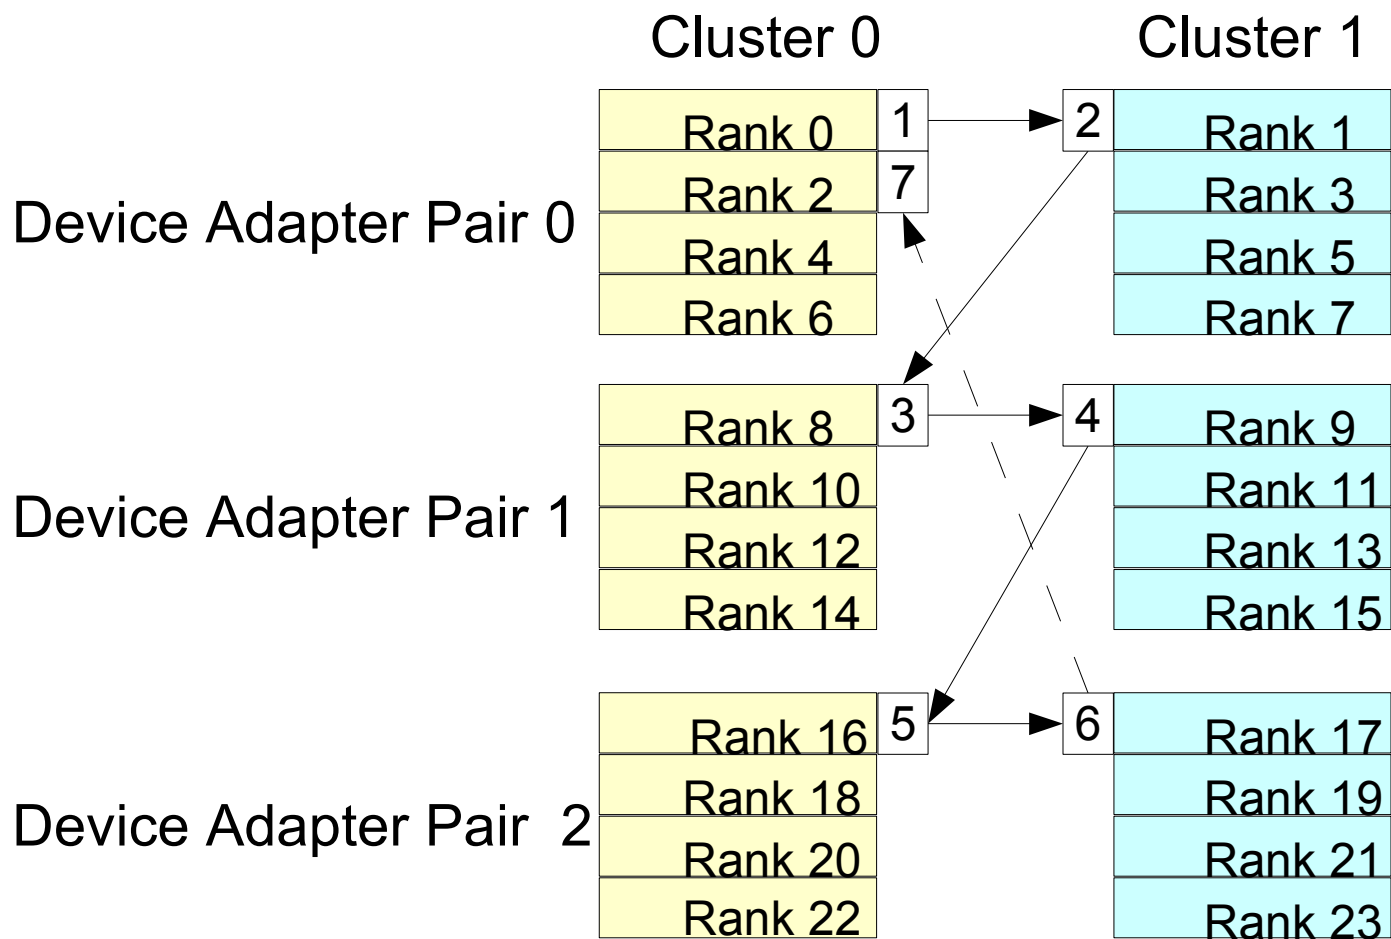 Cluster 0 Cluster 1
Rank 0 1 2 Rank 1
Rank 2 7 Rank 3
Device Adapter Pair 0
Rank 4 Rank 5
Rank 6 Rank 7
Rank 8 3 4 Rank 9
Rank 10 Rank 11
Device Adapter Pair 1
Rank 12 Rank 13
Rank 14 Rank 15
Rank 16 5 6 Rank 17
Rank 18 Rank 19
Device Adapter Pair 2
Rank 20 Rank 21
Rank 22 Rank 23